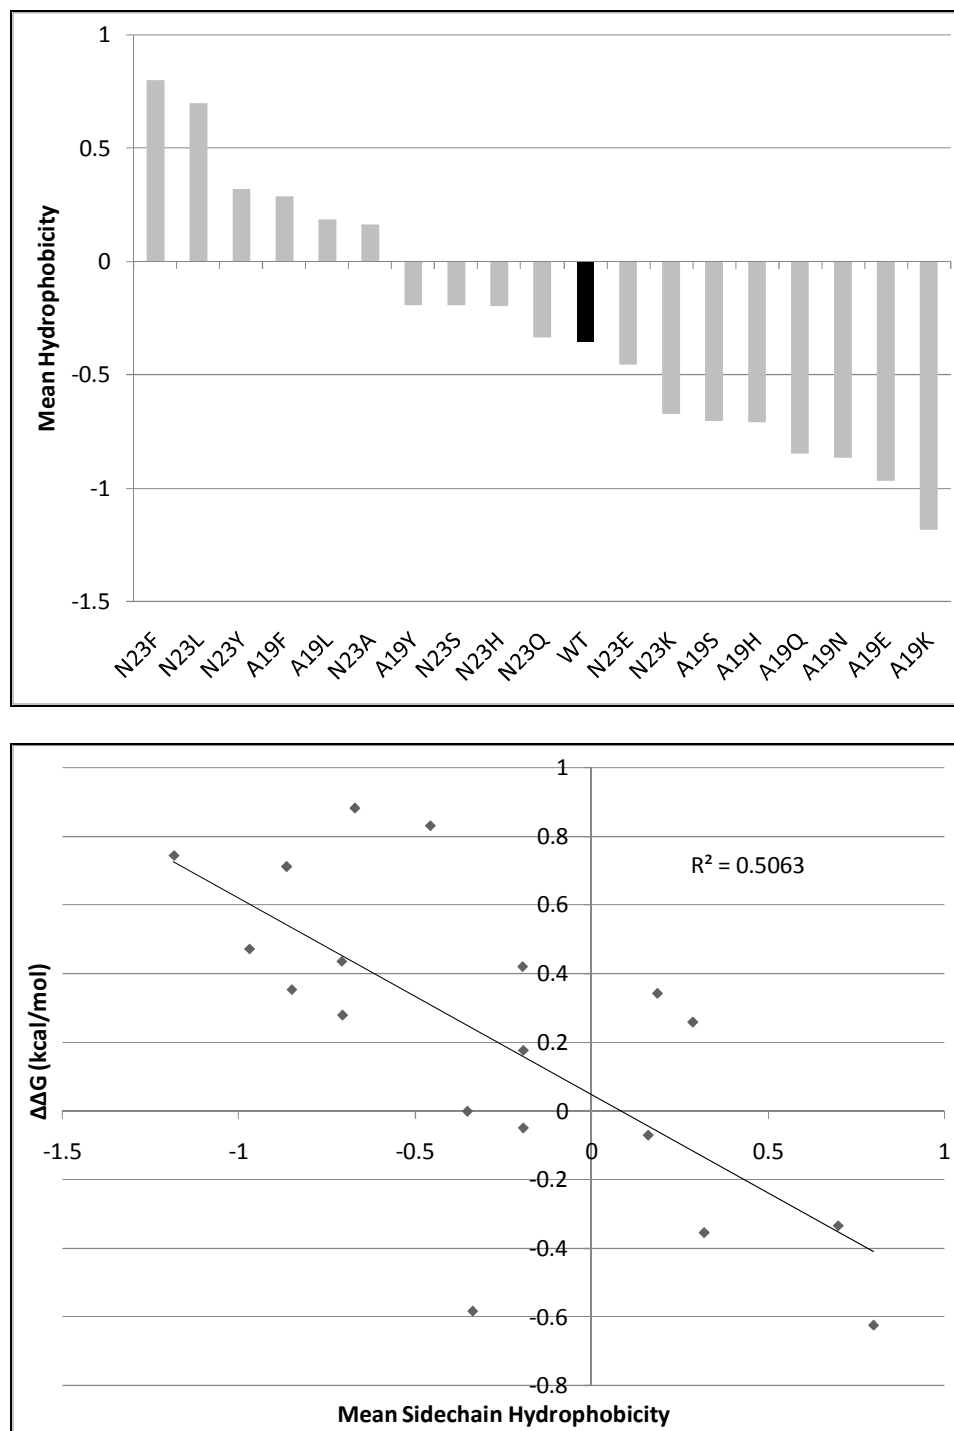 1
0.5
0
-0.5
-1
-1.5
Mean Hydrophobicity
N23F N23L N23Y A19F A19L N23A A19Y N23S N23H N23Q WT N23E N23K A19S A19H A19Q A19N A19E A19K
1
0.8
R² = 0.5063
0.6
0.4
0.2
0
-1.5 -1 -0.5 0 0.5 1
-0.2
-0.4
-0.6
-0.8
ΔΔG (kcal/mol)
Mean Sidechain Hydrophobicity